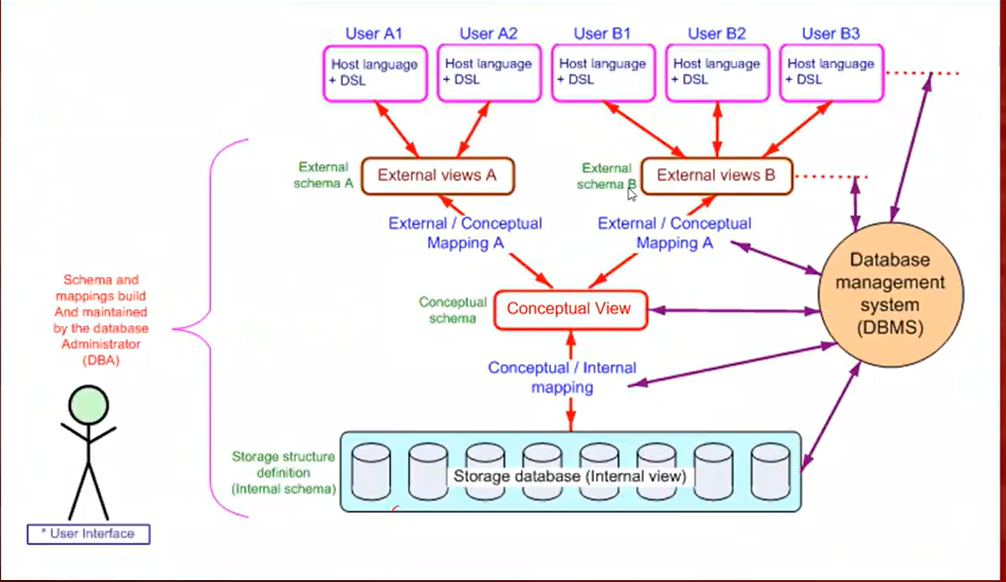 User A1
User A2
User B1
User B2
User B3
Host language
+ DSL
Host language
+ DSL
Host language
+ DSL
Host language
+ DSL
Host language
+ DSL
External
schema A
External views A
External
schema B
External views B
External / Conceptual
Mapping A
External / Conceptual
Mapping A
Database
management
system
(DBMS)
Schema and
mappings build
And maintained
by the database
Administrator
(DBA)
Conceptual
schema
Conceptual View
Conceptual / Internal
mapping
Storage structure
definition
(Internal schema)
Storage database (Internal view)
* User Interface